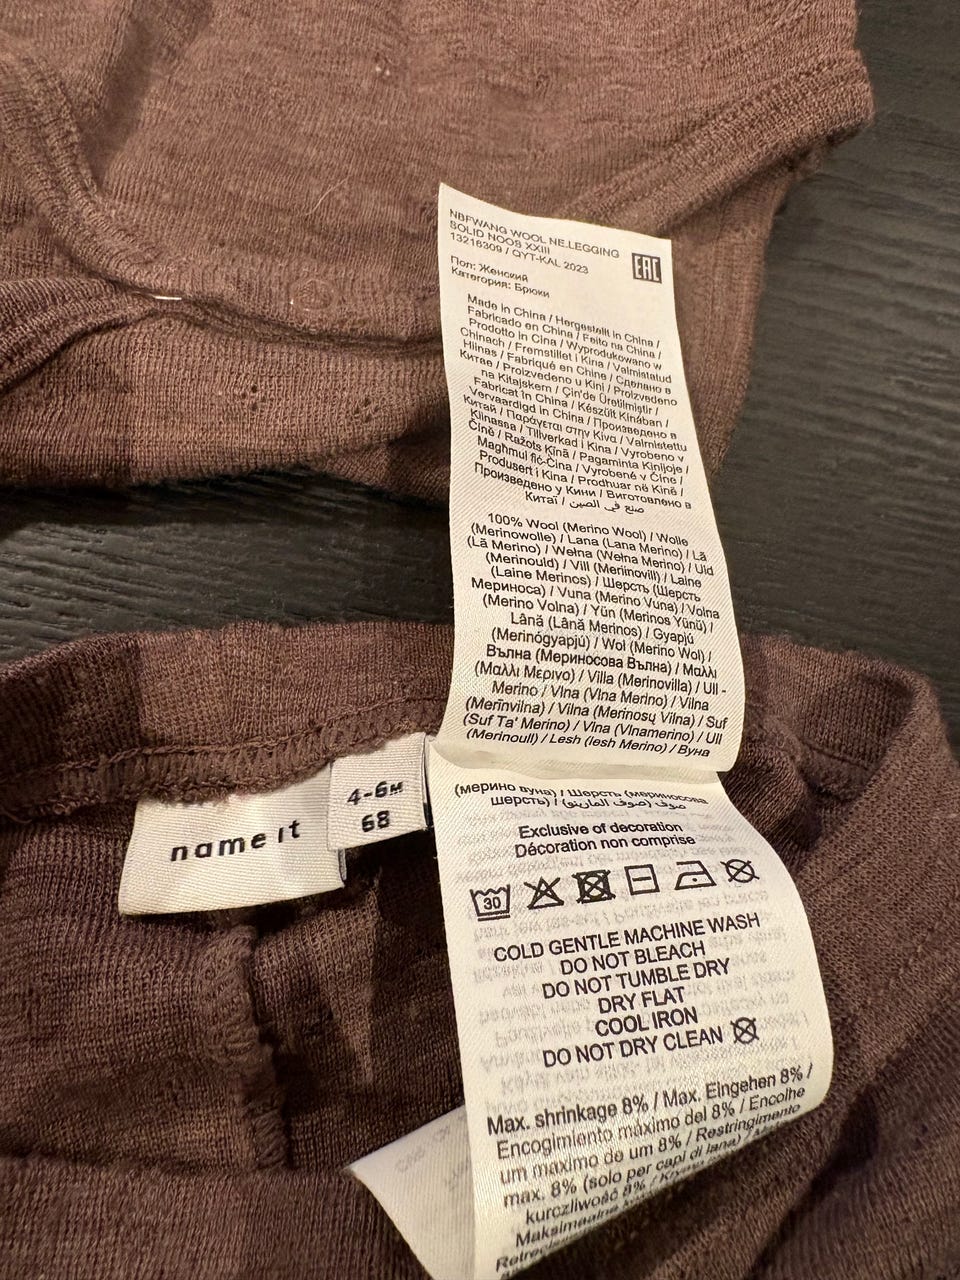 NBFWANG WOOL NE.LEGGING
SOLID NOOS XXIII
13216309 / QYT-KAL 2023
EAC
Пол: Женский
Категория: Брюки
Made in China / Hergestellt in China /
Fabricado en China / Feito na China /
Prodotto in Cina / Wyprodukowano w
Chinach / Fremstillet i Kina / Valmistatud
Hiinas / Fabriqué en Chine / Сделано в
Китае / Proizvedeno u Kini / Proizvedeno
na Kitajskem / Çin'de Üretilmiştir /
Fabricat în China / Készült Kínában /
Vervaardigd in China / Произведено в
Китай / Παράγεται στην Κίνα / Valmistettu
Kiinassa / Tillverkad i Kina / Vyrobeno v
Číně / Ražots Ķīnā / Pagaminta Kinijoje /
Magħmul fiċ-Ċina / Vyrobené v Číne /
Produsert i Kina / Prodhuar në Kinë /
Произведено у Кини / Виготовлено в
Китаї / صنع في الصين
100% Wool (Merino Wool) / Wolle
(Merinowolle) / Lana (Lana Merino) / Lã
(Lã Merino) / Wełna (Wełna Merino) / Uld
(Merinould) / Vill (Meriinovill) / Laine
(Laine Merinos) / Шерсть (Шерсть
Мериноса) / Vuna (Merino Vuna) / Volna
(Merino Volna) / Yün (Merinos Yünü) /
Lână (Lână Merinos) / Gyapjú
(Merinógyapjú) / Wol (Merino Wol) /
Вълна (Мериносова Вълна) / Μαλλί
(Μαλλί Μερινο) / Villa (Merinovilla) / Ull -
Merino / Vlna (Vlna Merino) / Vilna
(Merīnvilna) / Vilna (Merinosų Vilna) / Suf
(Suf Ta' Merino) / Vlna (Vlnamerino) / Ull
(Merinoull) / Lesh (lesh Merino) / Вуна
(мерино вуна) / Шерсть (мериносова
шерсть) / صوف (صوف المارينو)
Exclusive of decoration
Décoration non comprise
30
COLD GENTLE MACHINE WASH
DO NOT BLEACH
DO NOT TUMBLE DRY
DRY FLAT
COOL IRON
DO NOT DRY CLEAN
Max. shrinkage 8% / Max. Eingehen 8% /
Encogimiento máximo del 8% / Encolhe
um maximo de um 8% / Restringimento
max. 8% (solo per capi di lana) /
kurczliwość 8% /
Maksimaalne
name it
4-6M
68